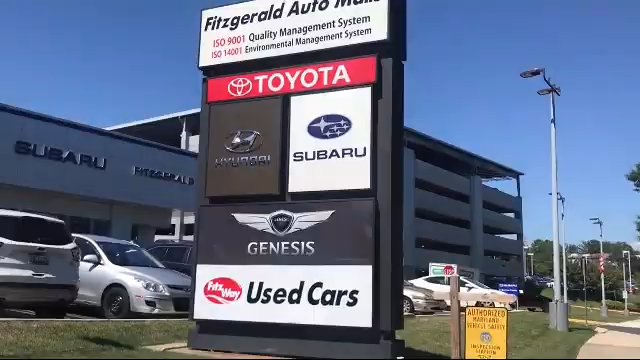 Fitzgerald Auto Malls
ISO 9001 Quality Management System
ISO 14001 Environmental Management System
TOYOTA
HYUNDAI
SUBARU
GENESIS
FitzWay Used Cars
SUBARU
FITZGERALD
AUTHORIZED
MARYLAND
VEHICLE SAFETY
INSPECTION
STATION